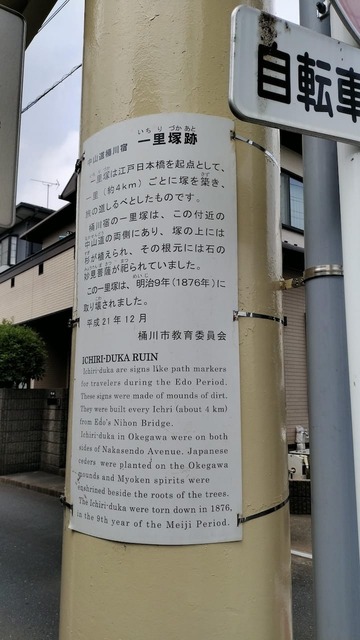 自転車
いちりづかあと
中山道桶川宿 一里塚跡
一里塚は江戸日本橋を起点として、
一里（約4km）ごとに塚を築き、
旅の道しるべとしたものです。
桶川宿の一里塚は、この付近の
中山道の両側にあり、塚の上には
杉が植えられ、その根元には石の
妙見菩薩が祀られていました。
この一里塚は、明治9年（1876年）に
取り壊されました。
平成21年12月
桶川市教育委員会
ICHIRI-DUKA RUIN
Ichiri-duka are signs like path markers
for travelers during the Edo Period.
These signs were made of mounds of dirt.
They were built every Ichri (about 4 km)
from Edo's Nihon Bridge.
Ichiri-duka in Okegawa were on both
sides of Nakasendo Avenue. Japanese
ceders were planted on the Okegawa
mounds and Myoken spirits were
enshrined beside the roots of the trees.
The Ichiri-duka were torn down in 1876,
in the 9th year of the Meiji Period.